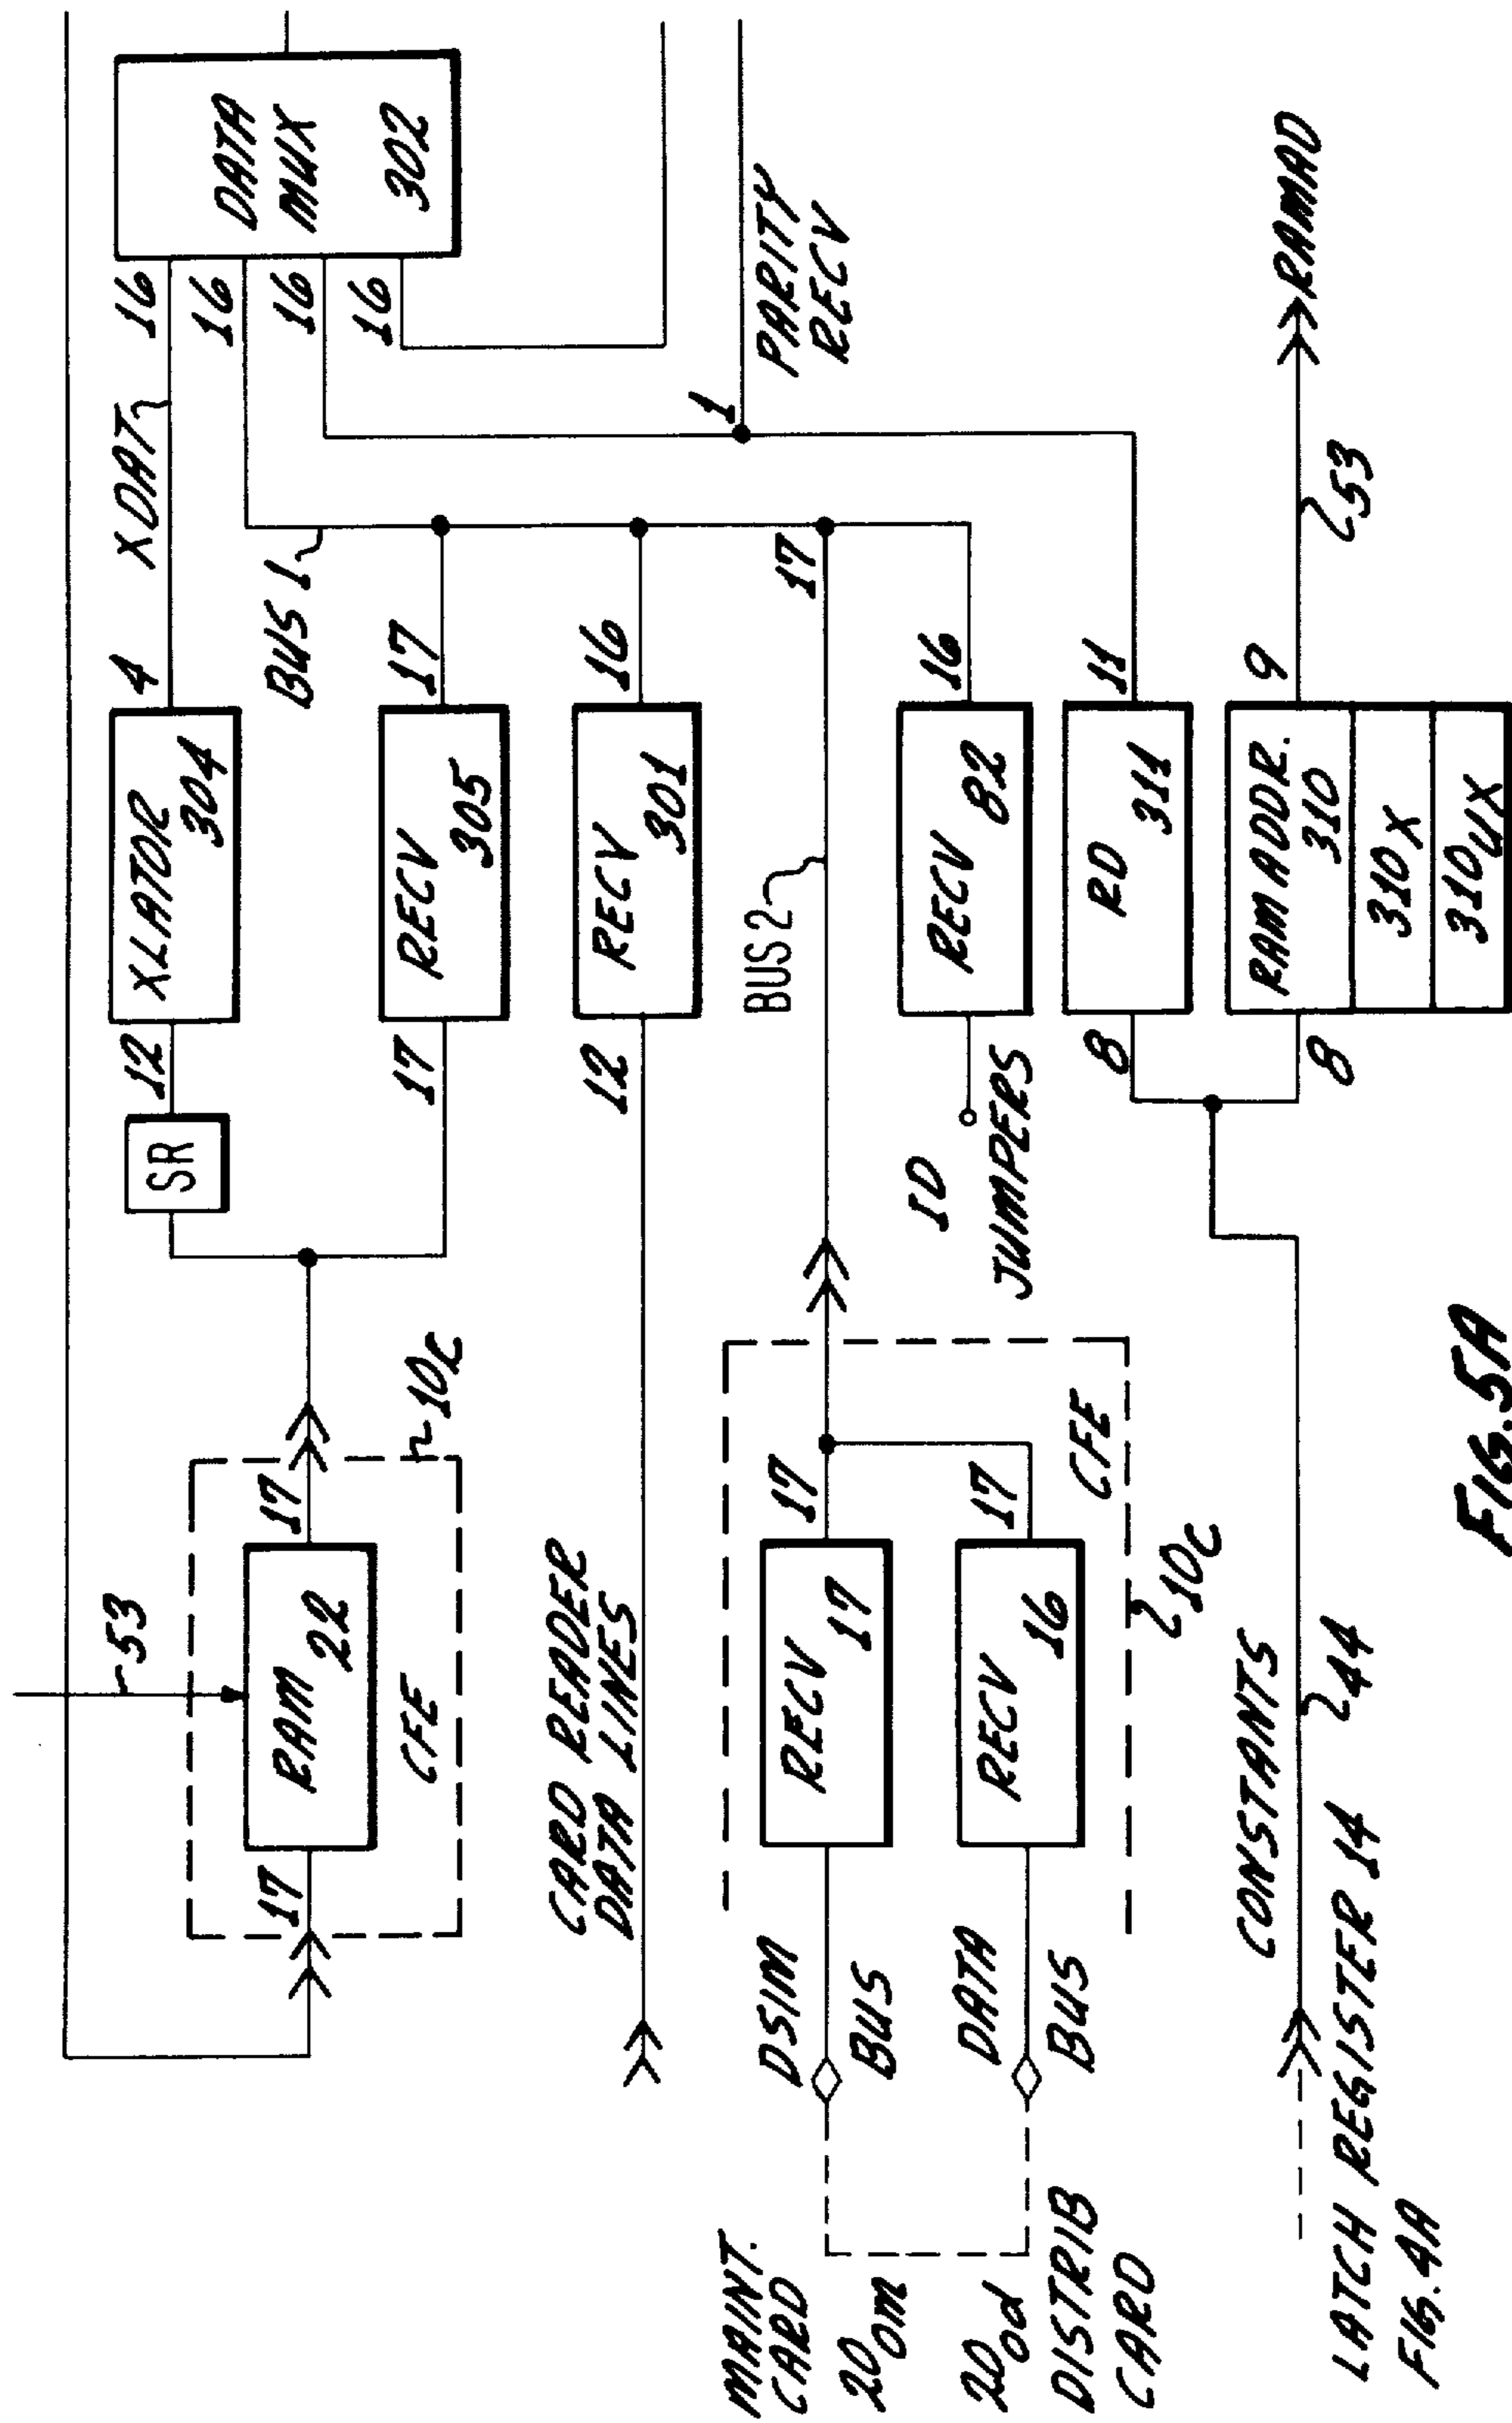 53
17
RAM
22
17
CFE
10c
SR
12
XLATOR
304
4
XDAT
16
DATA
MUX
302
16
16
16
BUS 1
17
RECV
305
17
CARD READER
DATA LINES
12
RECV
301
16
1
PARITY
RECV
MAINT.
CARD
20om
20od
DISTRIB
CARD
DSIM
BUS
DATA
BUS
RECV
17
17
RECV
16
17
CFE
10c
BUS 2
17
ID
JUMPERS
RECV
82
16
CONSTANTS
44
LATCH REGISTER 14
FIG. 4A
8
RD
311
11
8
RAM ADDR.
310
310X
310UX
9
53
RAMAD
FIG. 5A